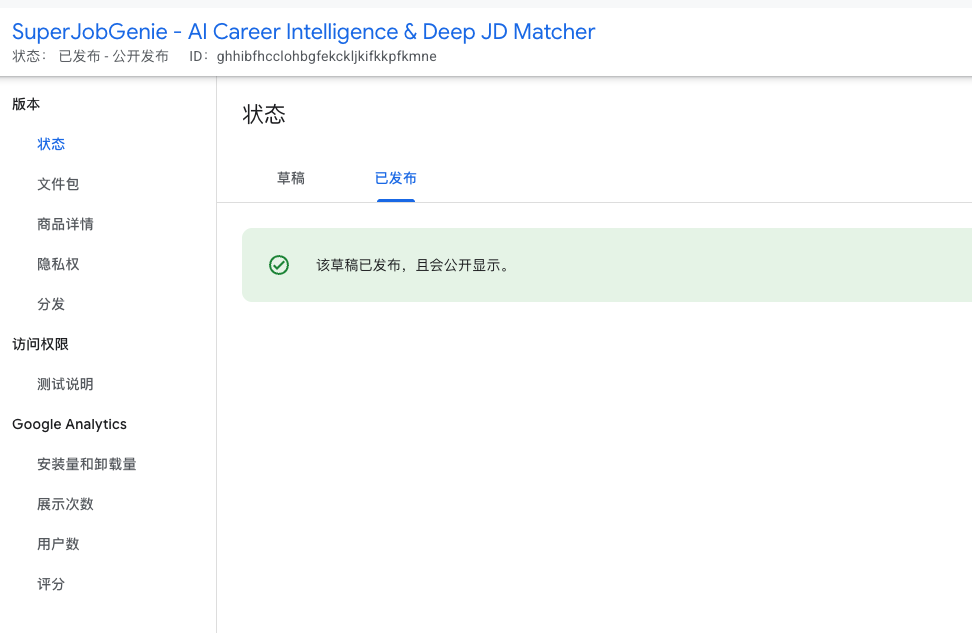 SuperJobGenie - AI Career Intelligence & Deep JD Matcher
状态： 已发布 - 公开发布 ID： ghhibfhcclohbgfekckljkifkkpfkmne
版本
状态
文件包
商品详情
隐私权
分发
访问权限
测试说明
Google Analytics
安装量和卸载量
展示次数
用户数
评分
状态
草稿 已发布
该草稿已发布，且会公开显示。